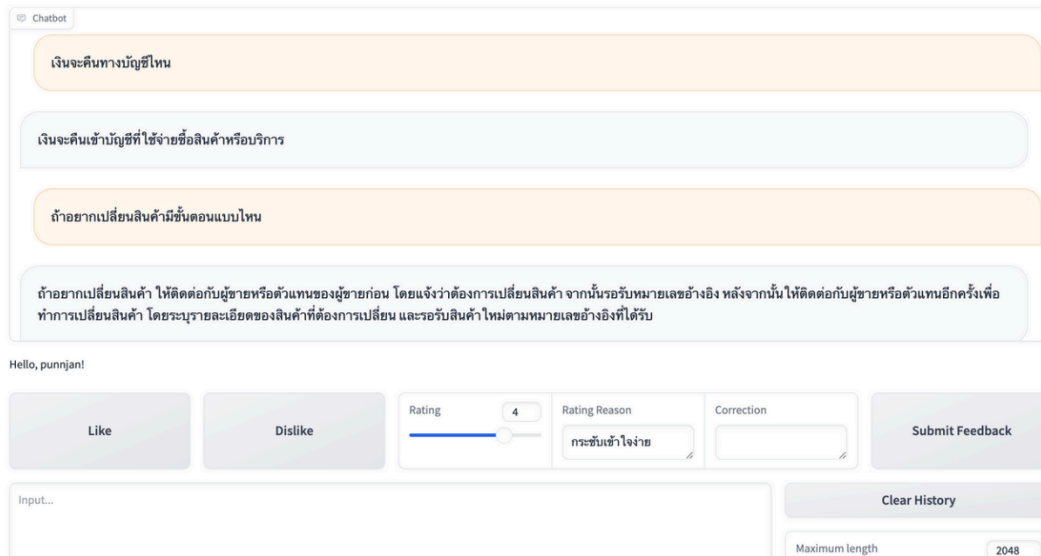 Chatbot
เงินจะคืนทางบัญชีไหน
เงินจะคืนเข้าบัญชีที่ใช้จ่ายซื้อสินค้าหรือบริการ
ถ้าอยากเปลี่ยนสินค้ามีขั้นตอนแบบไหน
ถ้าอยากเปลี่ยนสินค้า ให้ติดต่อกับผู้ขายหรือตัวแทนของผู้ขายก่อน โดยแจ้งว่าต้องการเปลี่ยนสินค้า จากนั้นรอรับหมายเลขอ้างอิง หลังจากนั้น ให้ติดต่อกับผู้ขายหรือตัวแทนอีกครั้งเพื่อ
ทำการเปลี่ยนสินค้า โดยระบุรายละเอียดของสินค้าที่ต้องการเปลี่ยน และรอรับสินค้าใหม่ตามหมายเลขอ้างอิงที่ได้รับ
Hello, punnjan!
Like
Dislike
Rating
4
Rating Reason
กระชับเข้าใจง่าย
Correction
Submit Feedback
Input...
Clear History
Maximum length
2048